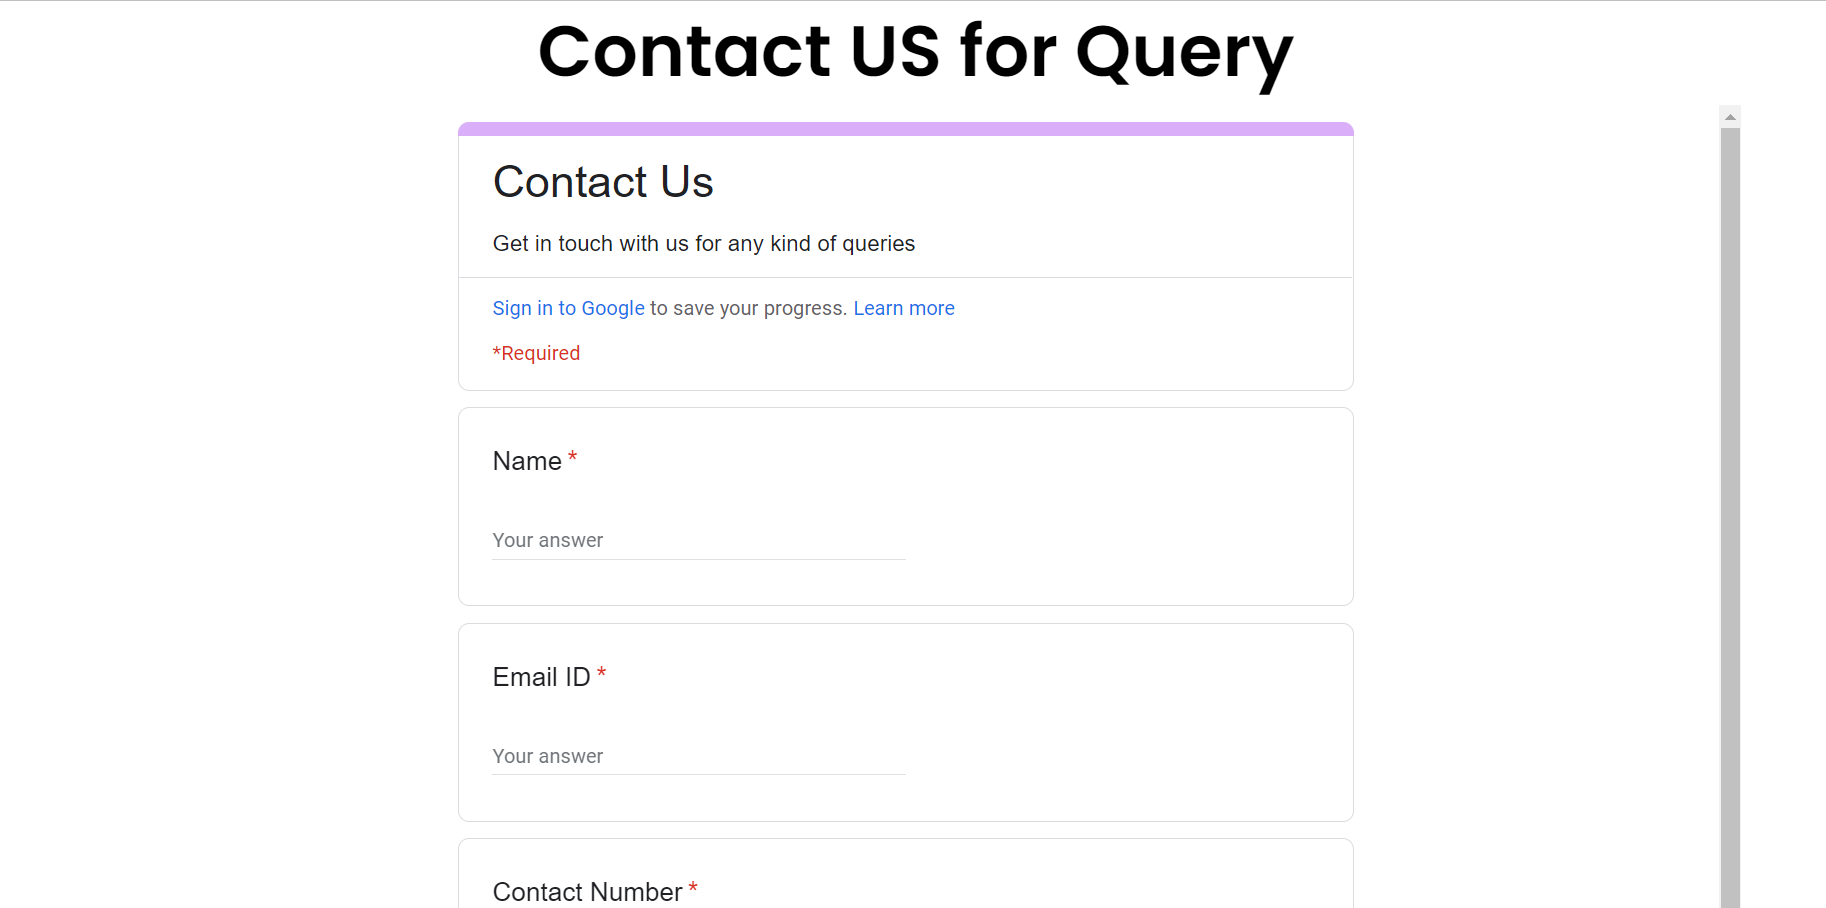 Contact US for Query
Contact Us
Get in touch with us for any kind of queries
Sign in to Google to save your progress. Learn more
*Required
Name *
Your answer
Email ID *
Your answer
Contact Number *